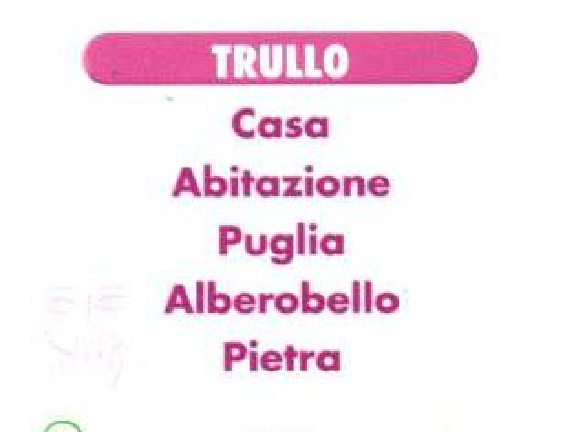 TRULLO
Casa
Abitazione
Puglia
Alberobello
Pietra